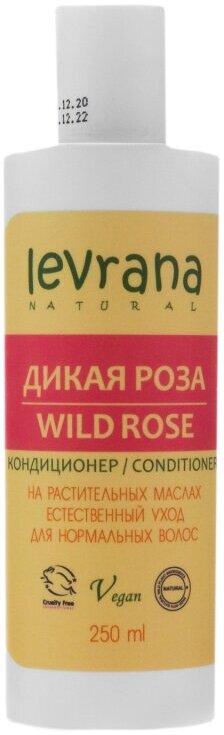 .12.20
.12.22
levrana
NATURAL
ДИКАЯ РОЗА
WILD ROSE
КОНДИЦИОНЕР / CONDITIONER
НА РАСТИТЕЛЬНЫХ МАСЛАХ
ЕСТЕСТВЕННЫЙ УХОД
ДЛЯ НОРМАЛЬНЫХ ВОЛОС
Cruelty Free
Vegan
NATURAL
250 ml